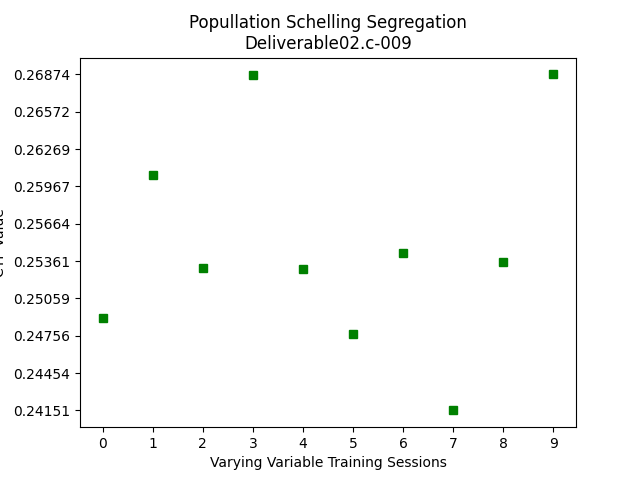 Popullation Schelling Segregation
Deliverable02.c-009
0.26874
0.26572
0.26269
0.25967
0.25664
0.25361
0.25059
0.24756
0.24454
0.24151
Value
0 1 2 3 4 5 6 7 8 9
Varying Variable Training Sessions